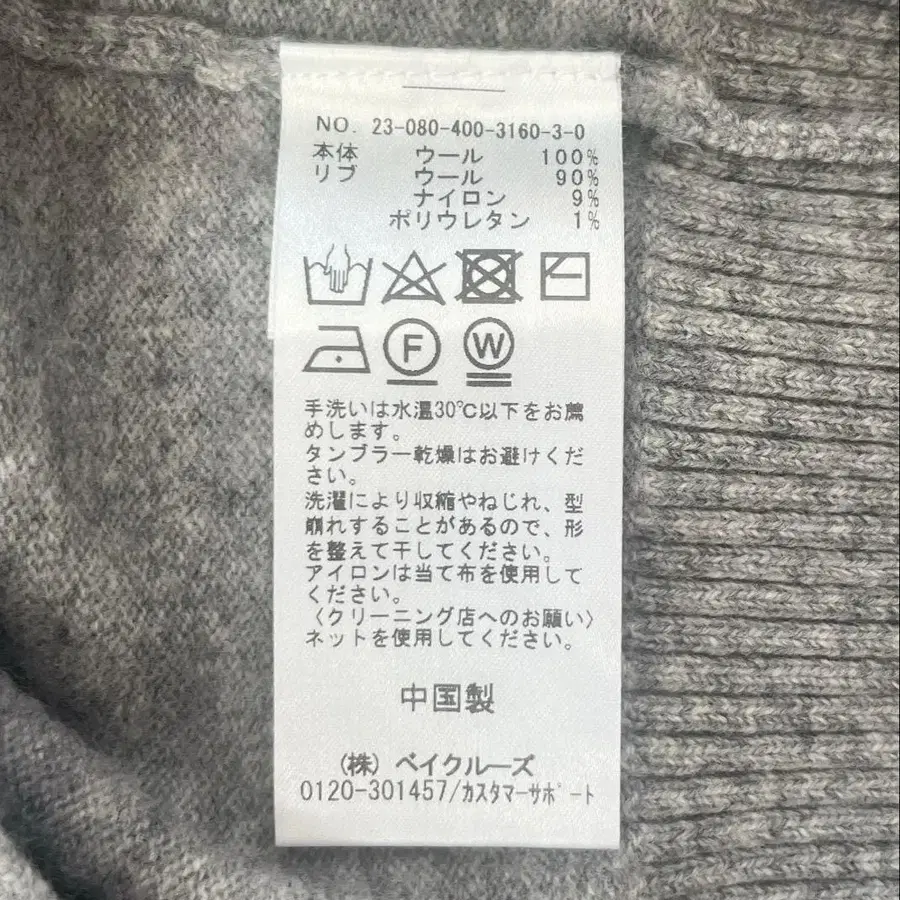 NO. 23-080-400-3160-3-0
本体 ウール 100%
リブ ウール 90%
ナイロン 9%
ポリウレタン 1%
F W
手洗いは水温30℃以下をお薦
めします。
タンブラー乾燥はお避けくだ
さい。
洗濯により収縮やねじれ、型
崩れすることがあるので、形
を整えて干してください。
アイロンは当て布を使用して
ください。
〈クリーニング店へのお願い〉
ネットを使用してください。
中国製
(株) ベイクルーズ
0120-301457/カスタマーサポート